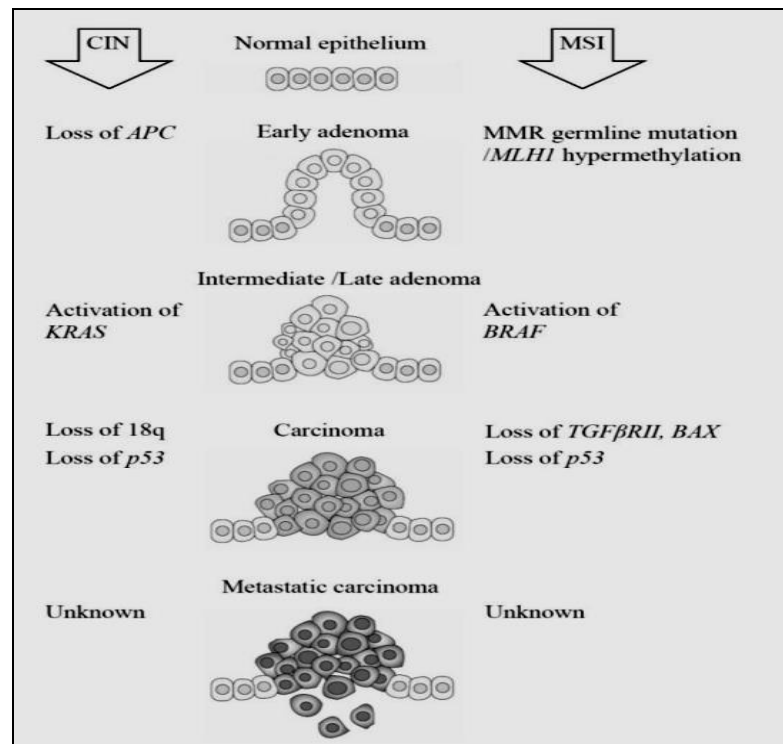 CIN
Normal epithelium
MSI
Loss of APC
Early adenoma
MMR germline mutation
/MLH1 hypermethylation
Intermediate /Late adenoma
Activation of
KRAS
Activation of
BRAF
Loss of 18q
Carcinoma
Loss of TGFβRII, BAX
Loss of p53
Loss of p53
Metastatic carcinoma
Unknown
Unknown